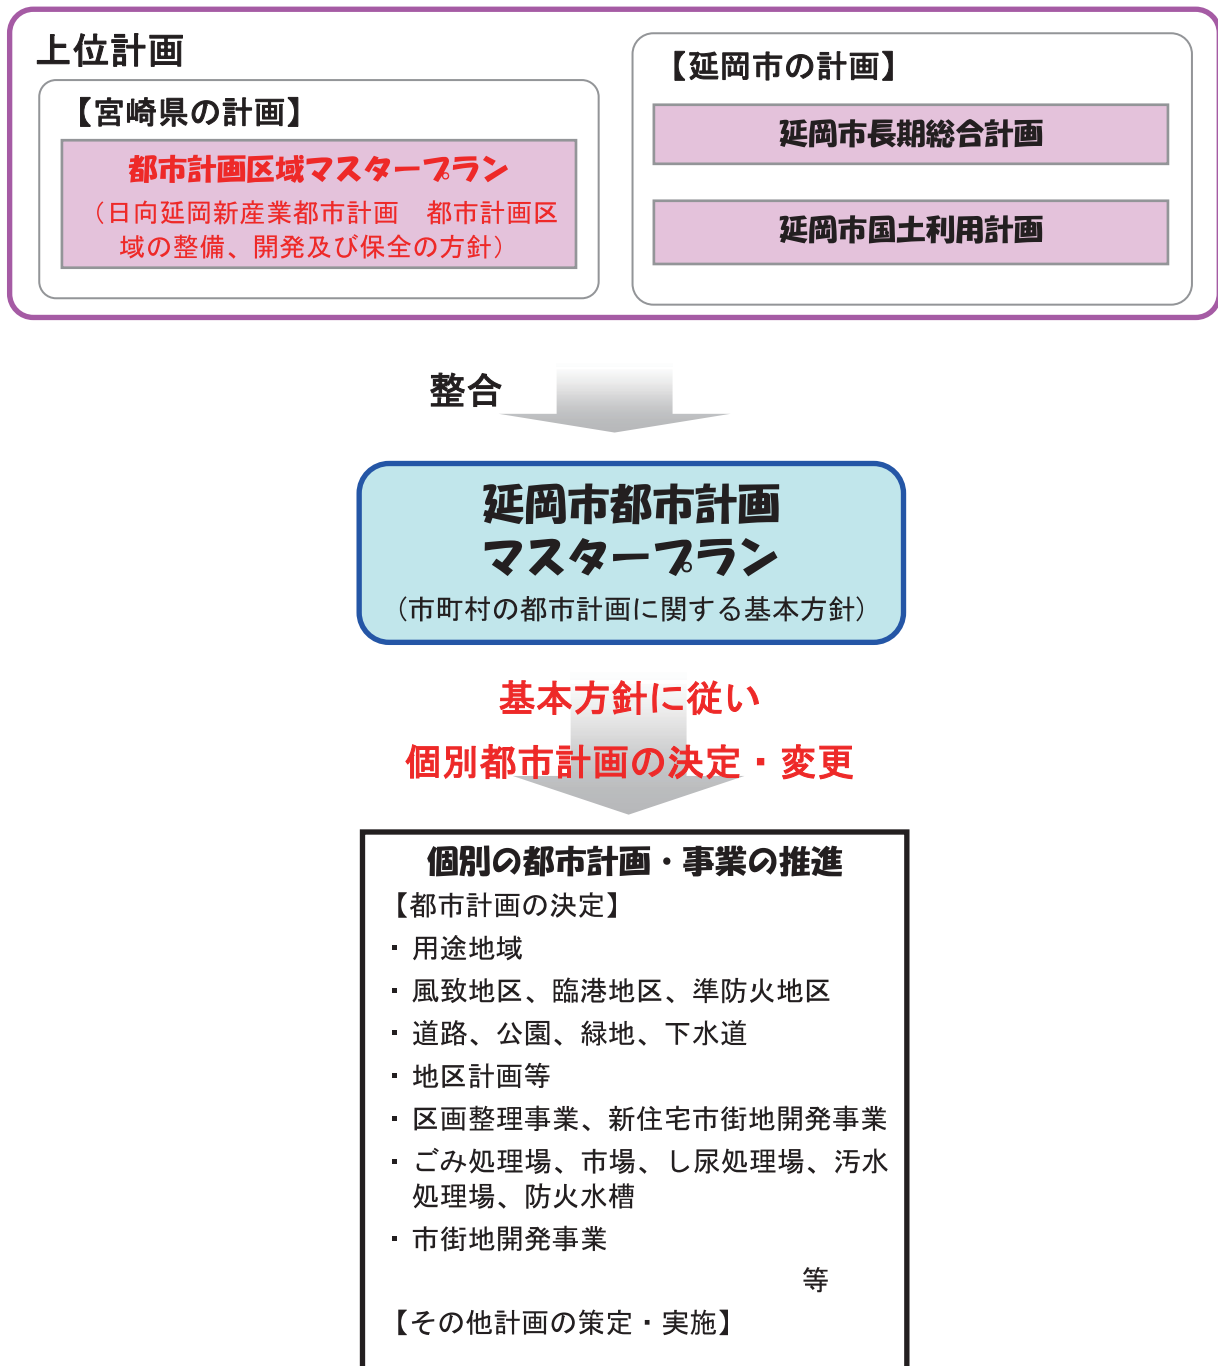 上位計画
【宮崎県の計画】
都市計画区域マスタープラン
（日向延岡新産業都市計画　都市計画区
域の整備、開発及び保全の方針）
【延岡市の計画】
延岡市長期総合計画
延岡市国土利用計画
整合
延岡市都市計画
マスタープラン
（市町村の都市計画に関する基本方針）
基本方針に従い
個別都市計画の決定・変更
個別の都市計画・事業の推進
【都市計画の決定】
・用途地域
・風致地区、臨港地区、準防火地区
・道路、公園、緑地、下水道
・地区計画等
・区画整理事業、新住宅市街地開発事業
・ごみ処理場、市場、し尿処理場、汚水
処理場、防火水槽
・市街地開発事業
等
【その他計画の策定・実施】